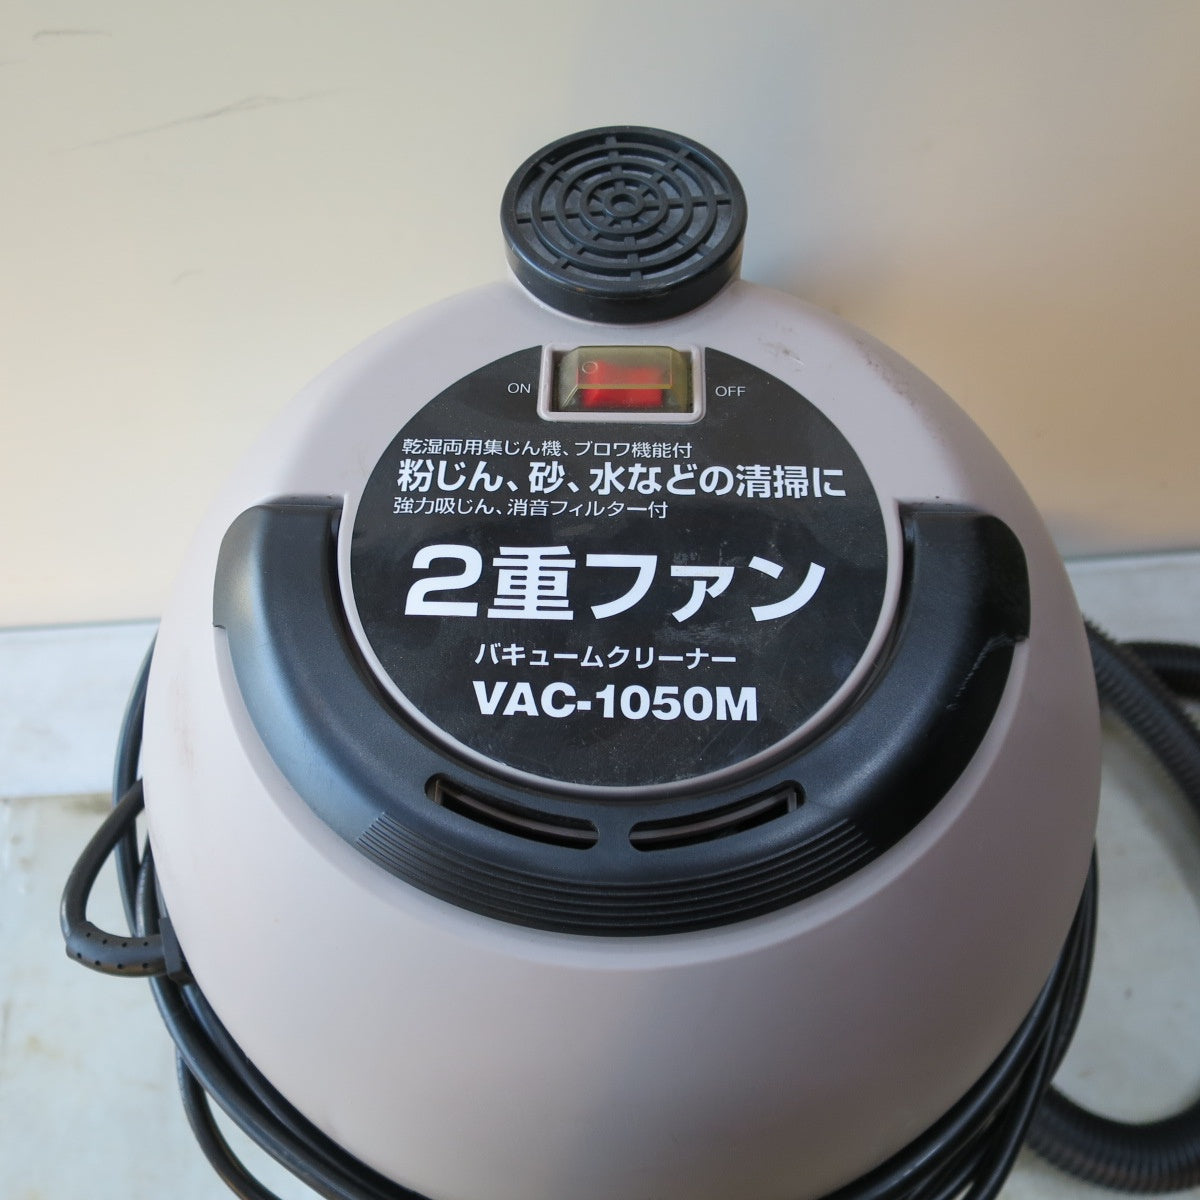 ON OFF
乾湿両用集じん機、ブロワ機能付
粉じん、砂、水などの清掃に
強力吸じん、消音フィルター付
2重ファン
バキュームクリーナー
VAC-1050M